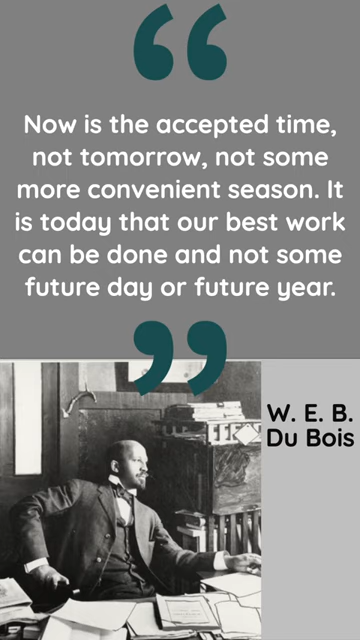 “
Now is the accepted time,
not tomorrow, not some
more convenient season. It
is today that our best work
can be done and not some
future day or future year.
”
W. E. B.
Du Bois